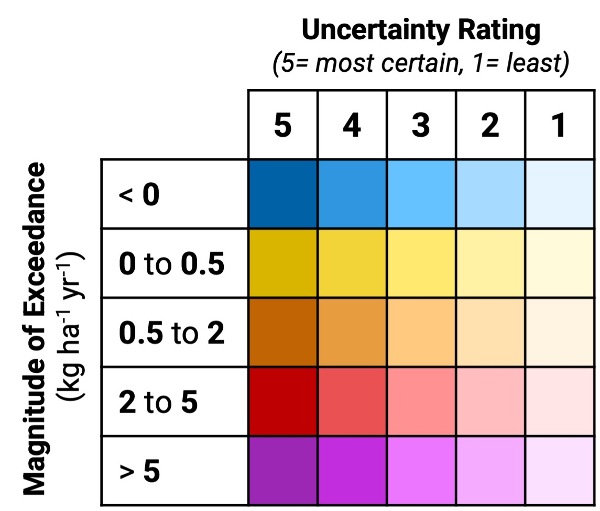 Uncertainty Rating
(5= most certain, 1= least)
5 4 3 2 1
Magnitude of Exceedance
(kg ha⁻¹ yr⁻¹)
< 0
0 to 0.5
0.5 to 2
2 to 5
> 5